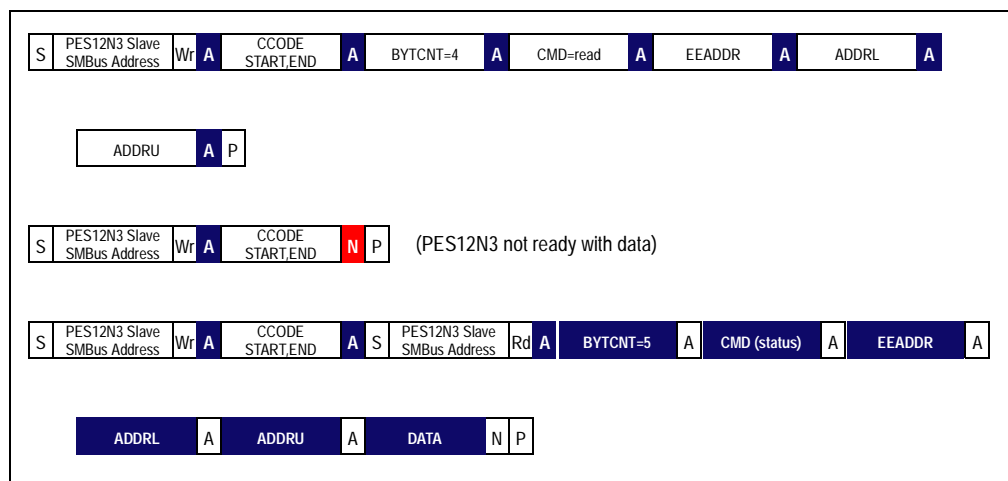 S PES12N3 Slave SMBus Address Wr A CCODE START,END A BYTCNT=4 A CMD=read A EEADDR A ADDRL A
ADDRU A P
S PES12N3 Slave SMBus Address Wr A CCODE START,END N P (PES12N3 not ready with data)
S PES12N3 Slave SMBus Address Wr A CCODE START,END A S PES12N3 Slave SMBus Address Rd A BYTCNT=5 A CMD (status) A EEADDR A
ADDRL A ADDRU A DATA N P